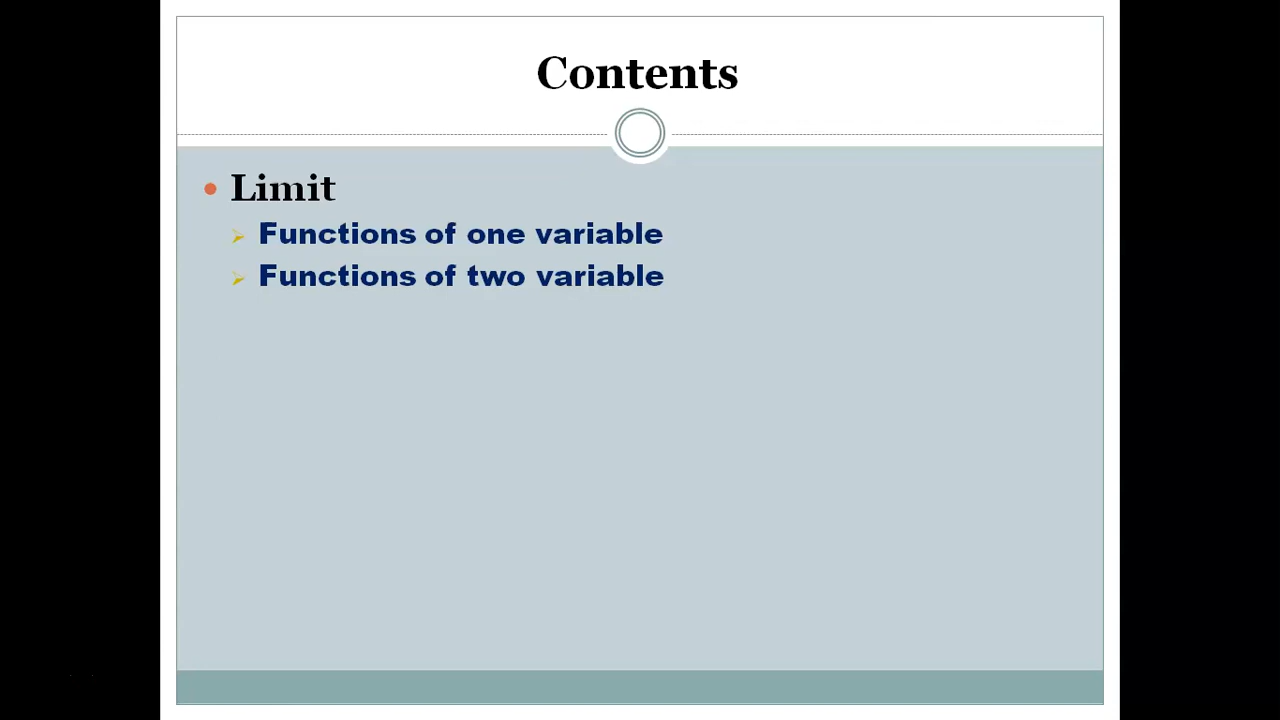 Contents
Limit
Functions of one variable
Functions of two variable